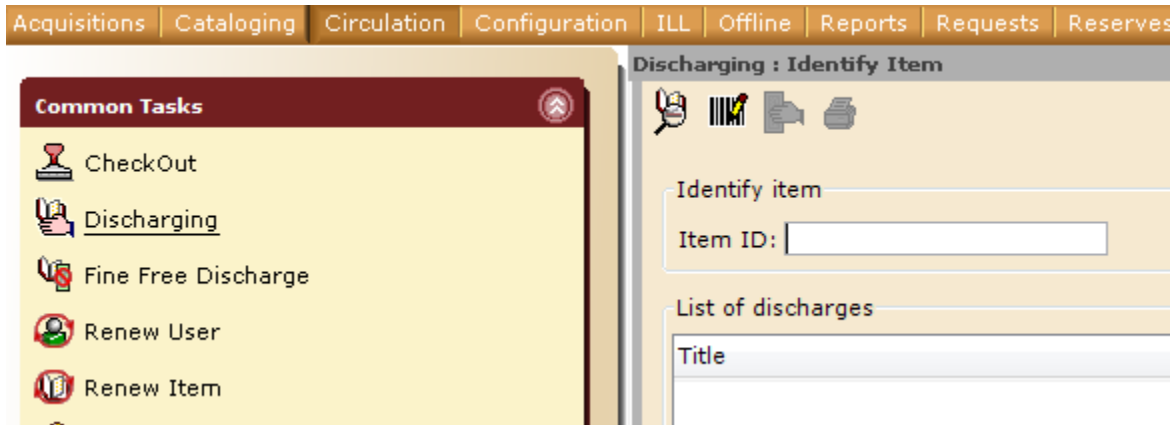 Acquisitions Cataloging Circulation Configuration ILL Offline Reports Requests Reserves
Discharging : Identify Item
Common Tasks
CheckOut
Discharging
Fine Free Discharge
Renew User
Renew Item
Identify item
Item ID:
List of discharges
Title